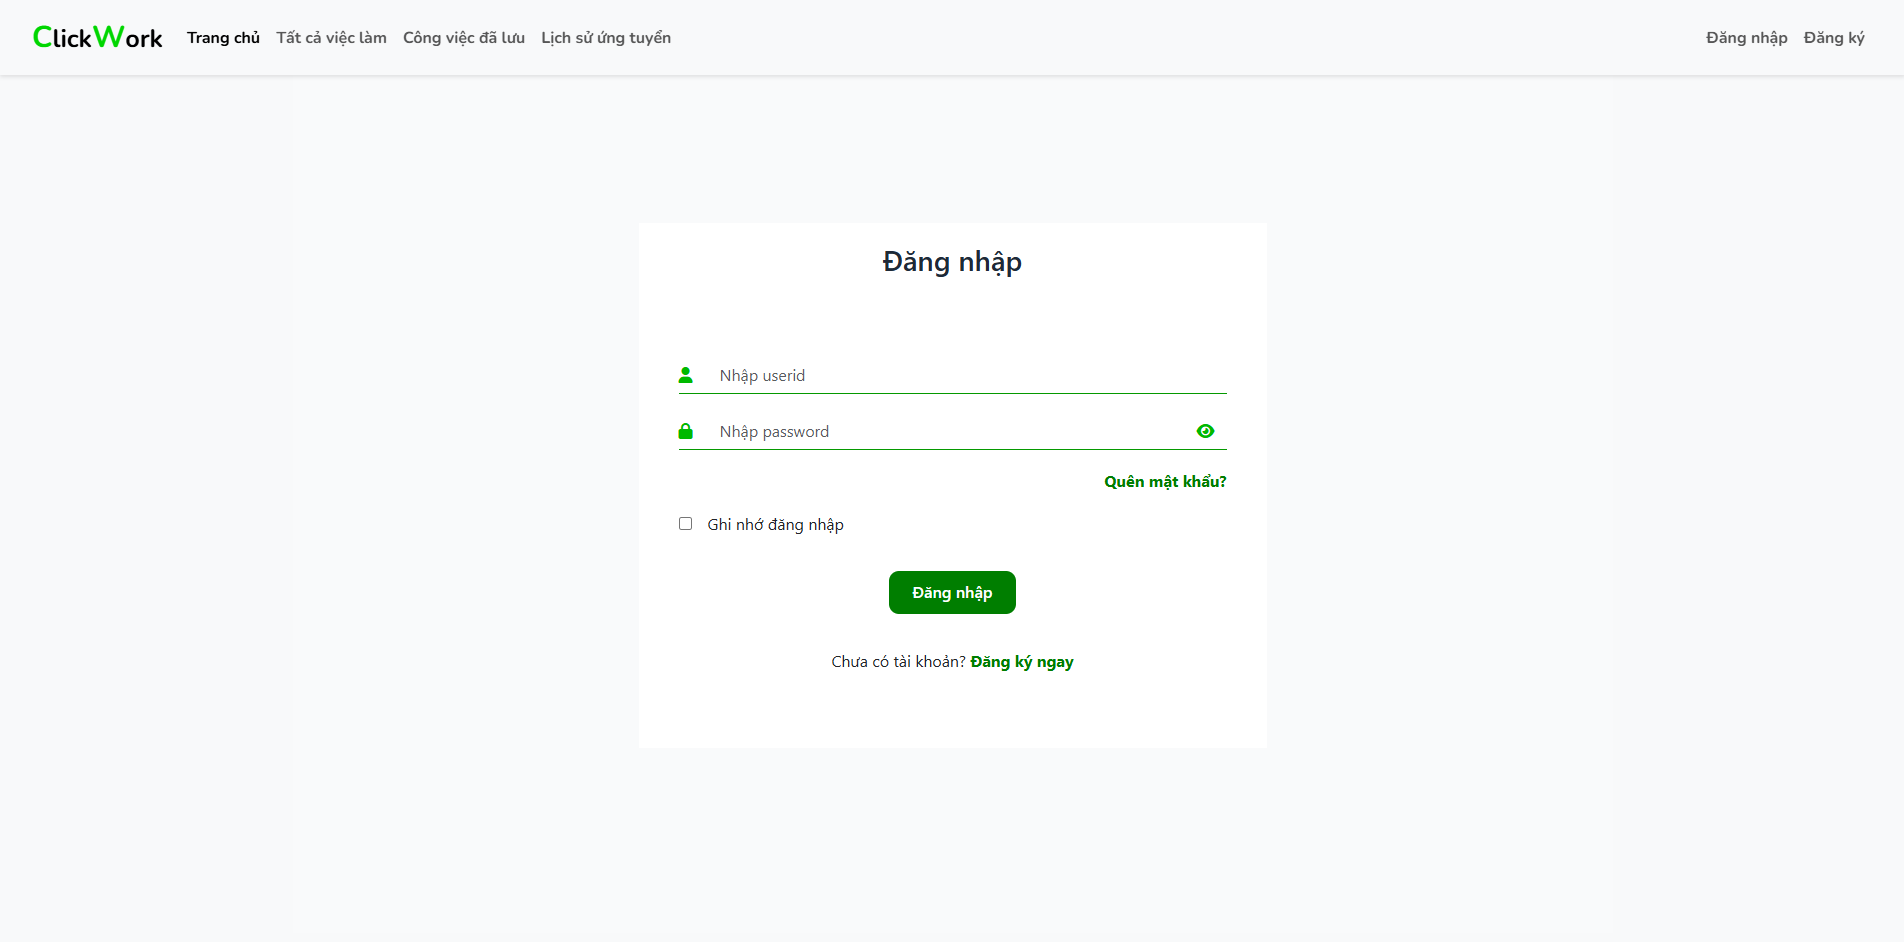 ClickWork Trang chủ Tất cả việc làm Công việc đã lưu Lịch sử ứng tuyển Đăng nhập Đăng ký
Đăng nhập
Nhập userid
Nhập password
Quên mật khẩu?
Ghi nhớ đăng nhập
Đăng nhập
Chưa có tài khoản? Đăng ký ngay